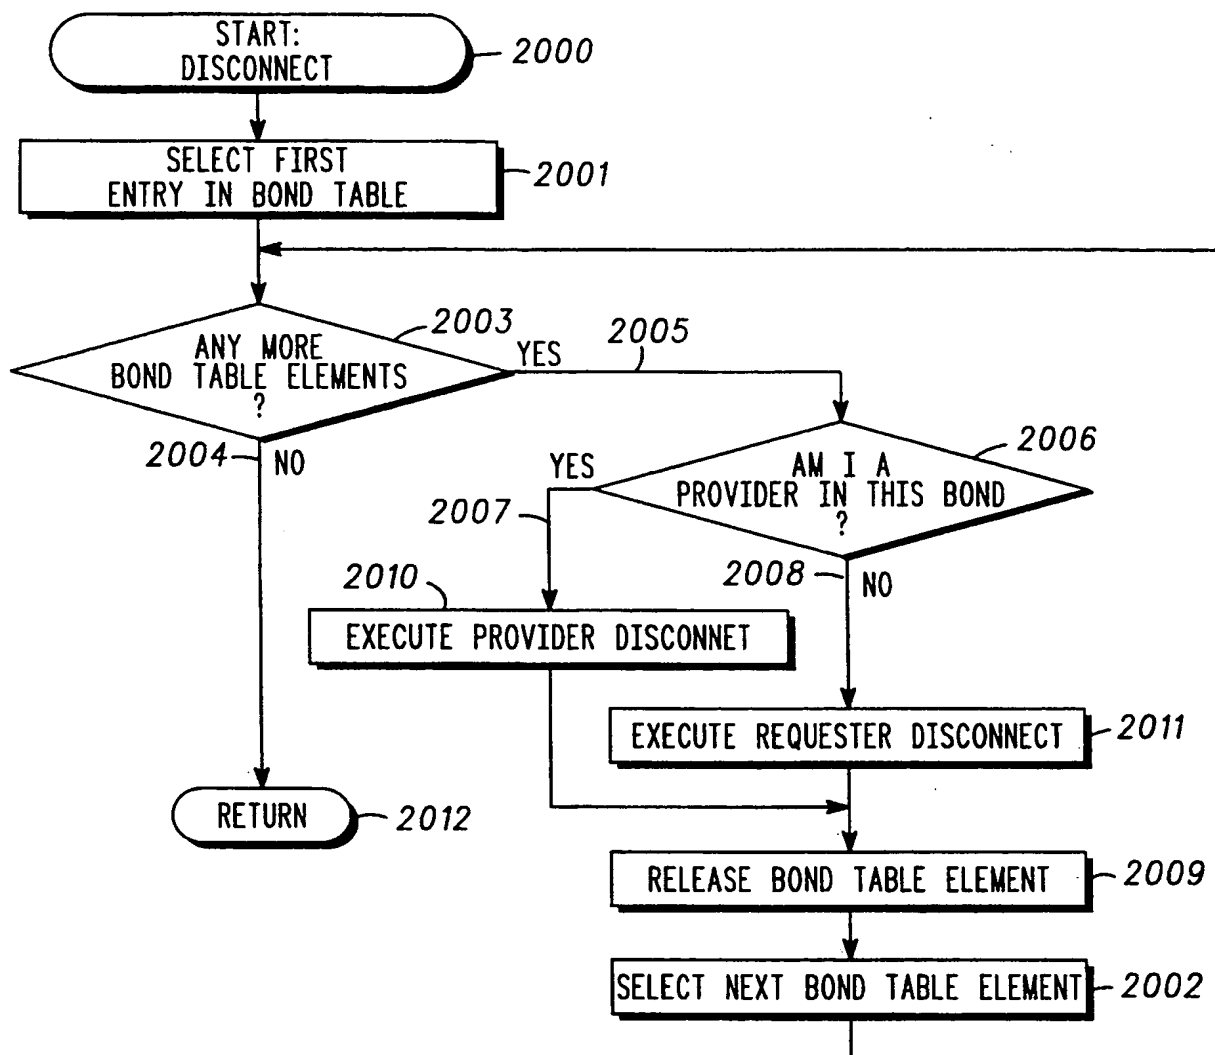 START:
DISCONNECT
2000
SELECT FIRST
ENTRY IN BOND TABLE
2001
2003
ANY MORE
BOND TABLE ELEMENTS
?
YES
2005
2004
NO
2006
AM I A
PROVIDER IN THIS BOND
?
YES
2007
2008
NO
2010
EXECUTE PROVIDER DISCONNET
EXECUTE REQUESTER DISCONNECT
2011
RETURN
2012
RELEASE BOND TABLE ELEMENT
2009
SELECT NEXT BOND TABLE ELEMENT
2002